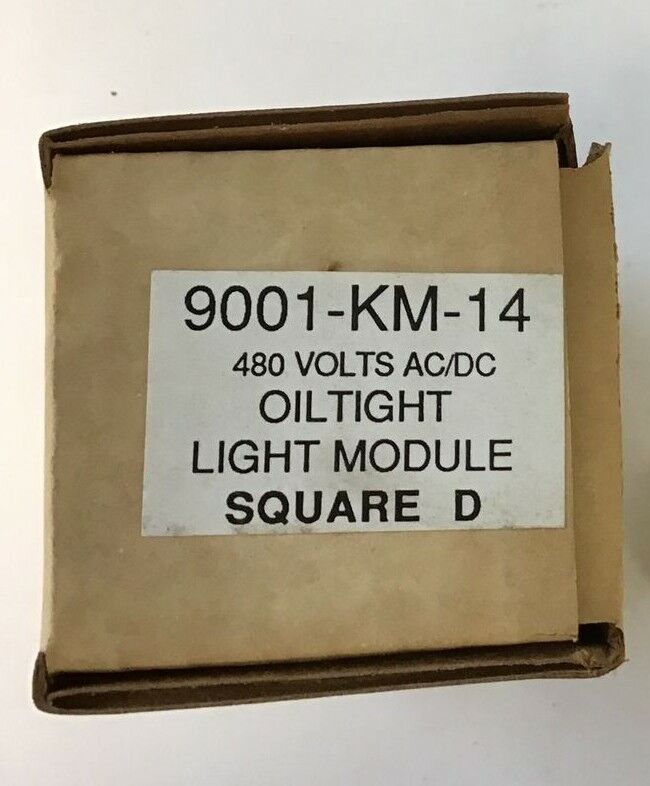 9001-KM-14
480 VOLTS AC/DC
OILTIGHT
LIGHT MODULE
SQUARE D